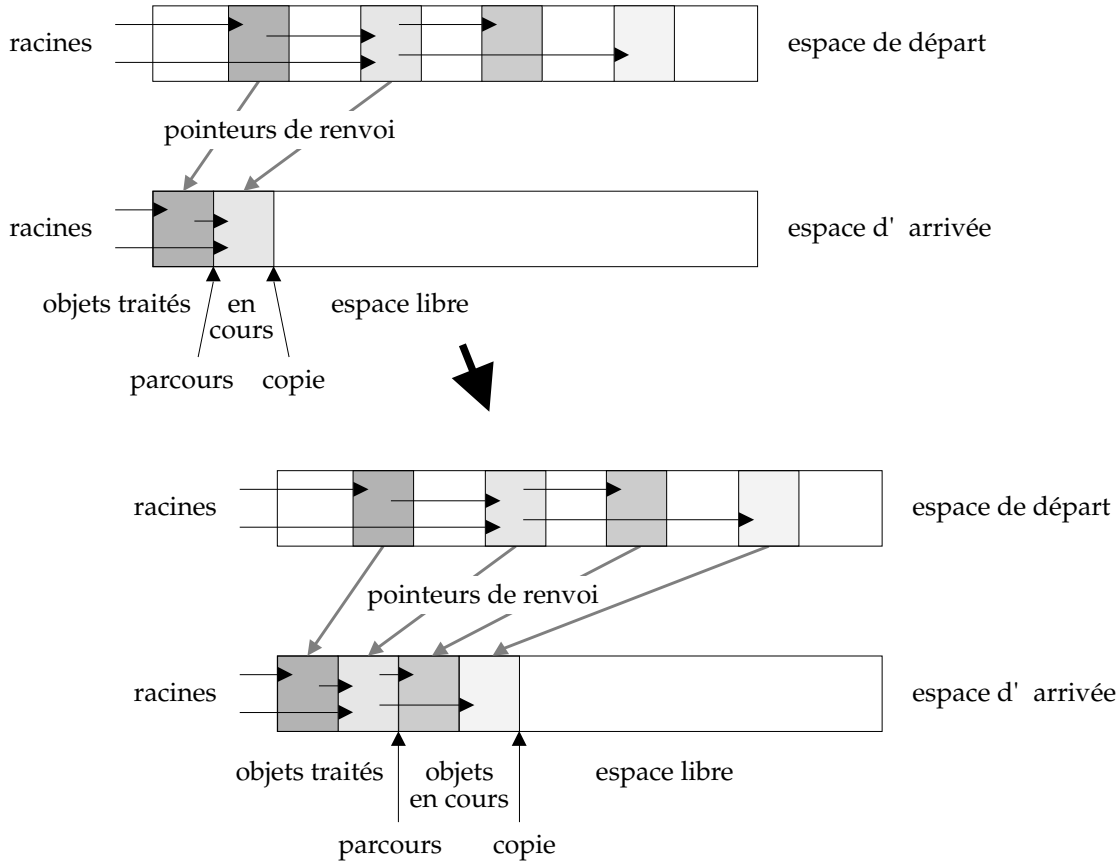 racines
espace de départ
pointeurs de renvoi
racines
espace d' arrivée
objets traités
en
cours
espace libre
parcours
copie
racines
espace de départ
pointeurs de renvoi
racines
espace d' arrivée
objets traités
objets
en cours
espace libre
parcours
copie